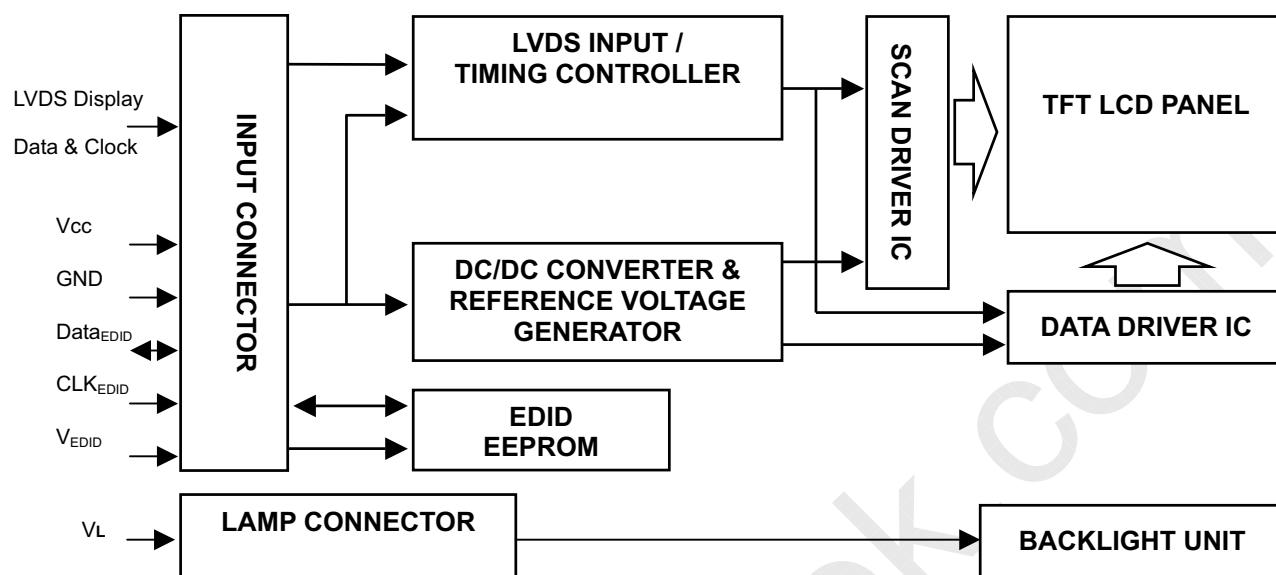 LVDS INPUT /
TIMING CONTROLLER
SCAN DRIVER IC
TFT LCD PANEL
LVDS Display
Data & Clock
INPUT CONNECTOR
Vcc
GND
DataEDID
CLKEDID
VEDID
DC/DC CONVERTER &
REFERENCE VOLTAGE
GENERATOR
DATA DRIVER IC
EDID
EEPROM
VL
LAMP CONNECTOR
BACKLIGHT UNIT